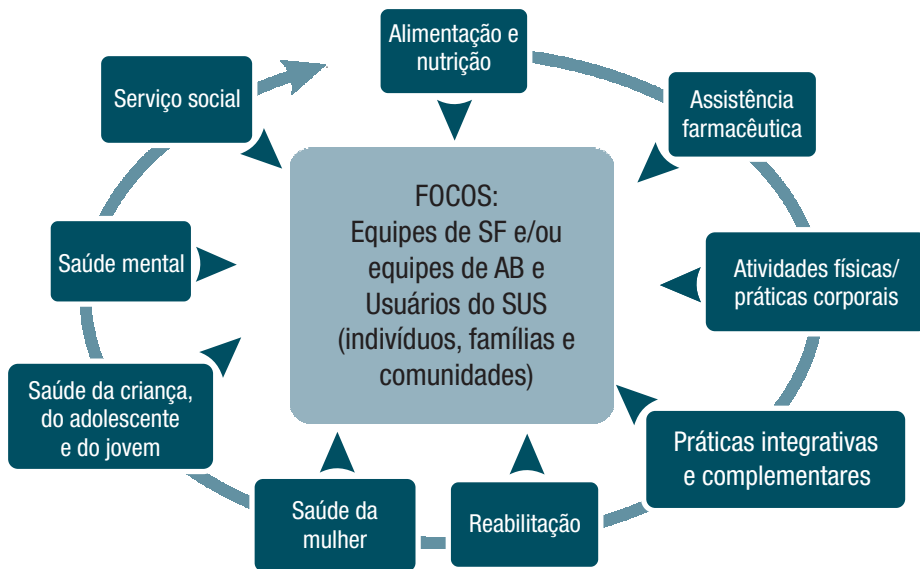 Alimentação e
nutrição
Assistência
farmacêutica
Atividades físicas/
práticas corporais
Práticas integrativas
e complementares
Reabilitação
Saúde da
mulher
Saúde da criança,
do adolescente
e do jovem
Saúde mental
Serviço social
FOCOS:
Equipes de SF e/ou
equipes de AB e
Usuários do SUS
(indivíduos, famílias e
comunidades)